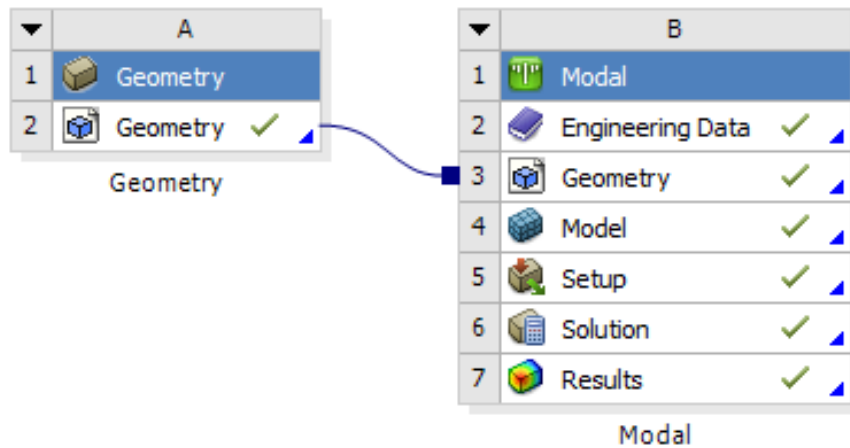 A
1 Geometry
2 Geometry
Geometry
B
1 Modal
2 Engineering Data
3 Geometry
4 Model
5 Setup
6 Solution
7 Results
Modal